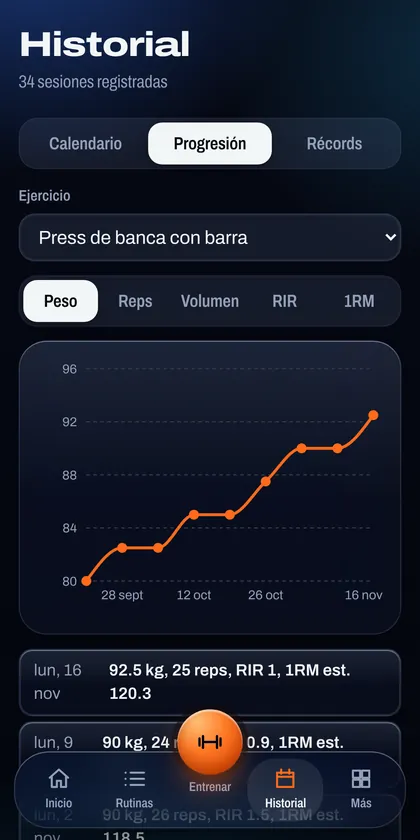 Historial
34 sesiones registradas
Calendario Progresión Récords
Ejercicio
Press de banca con barra
Peso Reps Volumen RIR 1RM
96
92
88
84
80
28 sept 12 oct 26 oct 16 nov
lun, 16 nov
92.5 kg, 25 reps, RIR 1, 1RM est. 120.3
lun, 9
90 kg, 24 0.9, 1RM est.
Entrenar
Inicio Rutinas Historial Más
lun, 2 nov
reps, RIR 1.5, 1RM est. 118.5